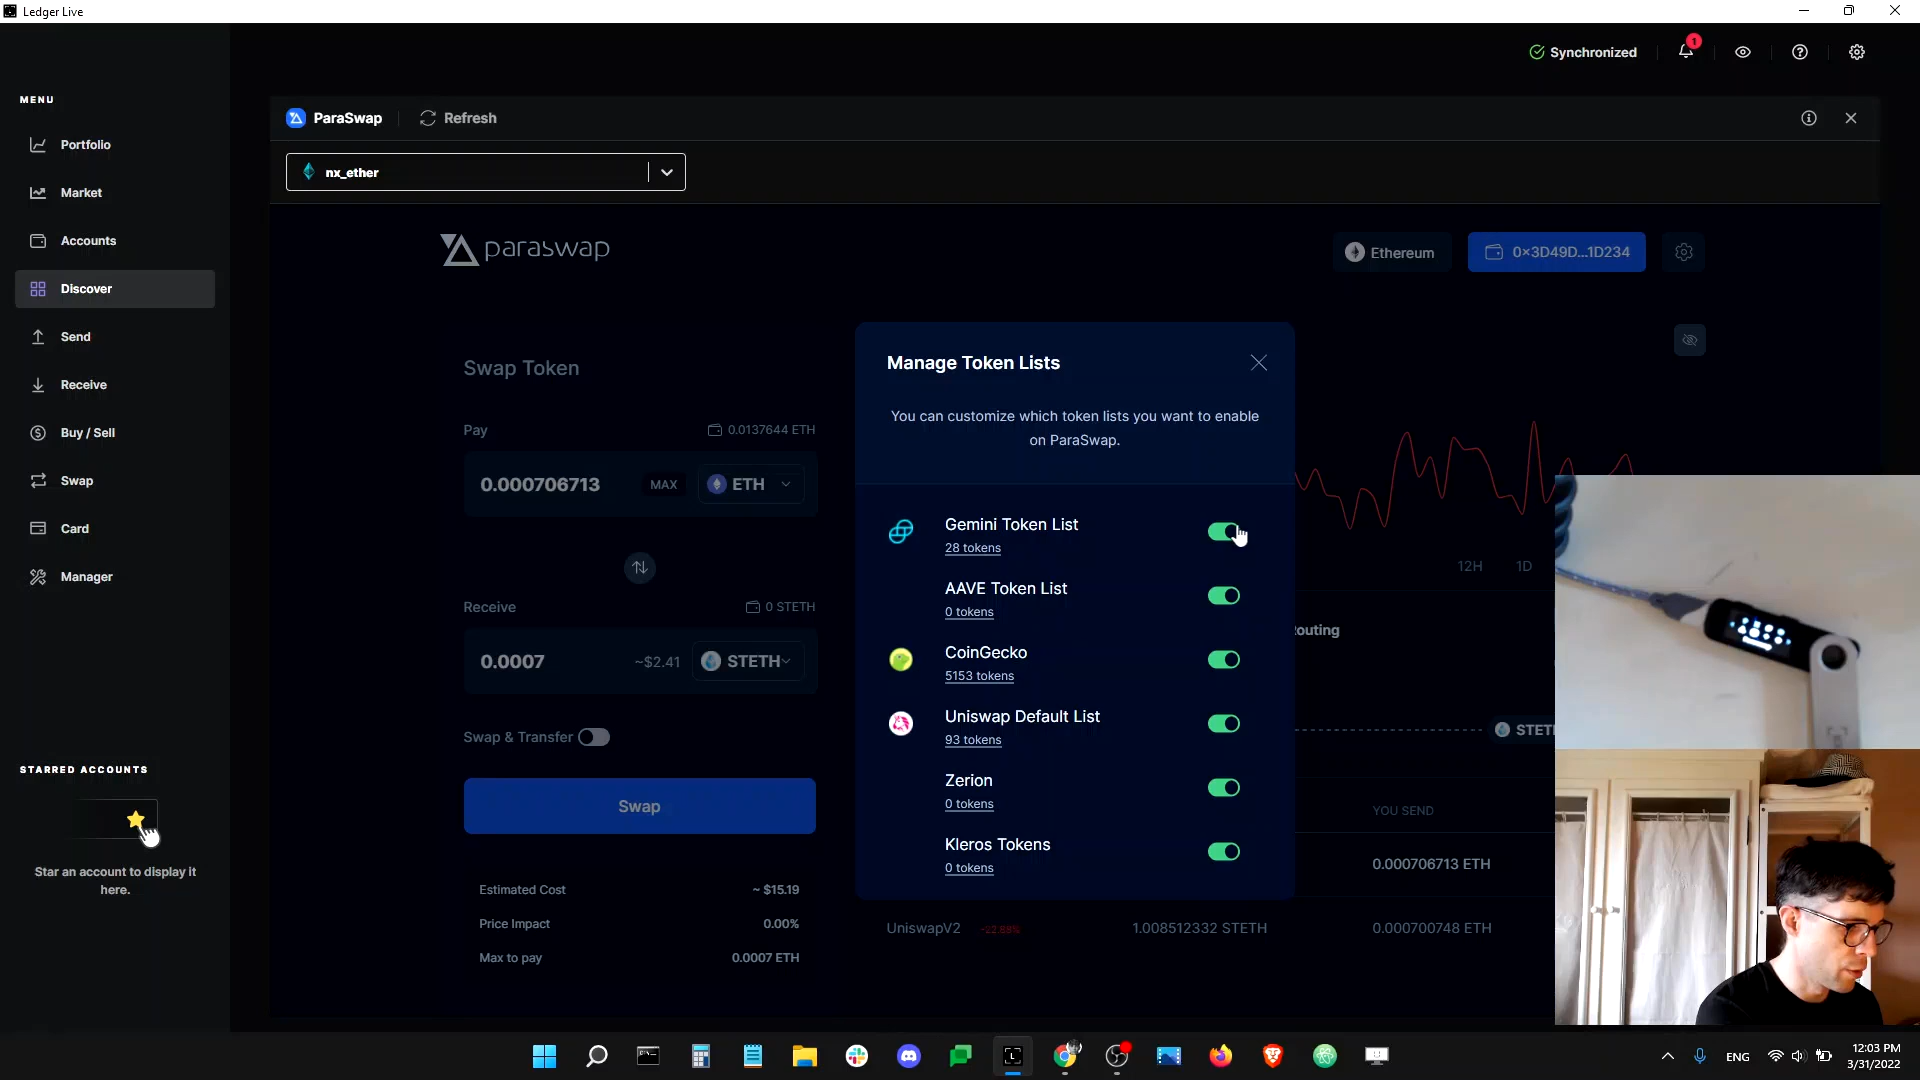 Ledger Live
Synchronized
1
MENU
Portfolio
Market
Accounts
Discover
Send
Receive
Buy / Sell
Swap
Card
Manager
STARRED ACCOUNTS
Star an account to display it
here.
ParaSwap
Refresh
nx_ether
paraswap
Ethereum
0×3D49D...1D234
Swap Token
Pay
0.0137644 ETH
0.000706713
MAX
ETH
Receive
0 STETH
0.0007
~$2.41
STETH
Swap & Transfer
Swap
Estimated Cost
~ $15.19
Price Impact
0.00%
Max to pay
0.0007 ETH
Manage Token Lists
You can customize which token lists you want to enable
on ParaSwap.
Gemini Token List
28 tokens
AAVE Token List
0 tokens
CoinGecko
5153 tokens
Uniswap Default List
93 tokens
Zerion
0 tokens
Kleros Tokens
0 tokens
12H
1D
outing
STET
YOU SEND
0.000706713 ETH
UniswapV2
-22.88%
1.008512332 STETH
0.000700748 ETH
ENG
12:03 PM
3/31/2022